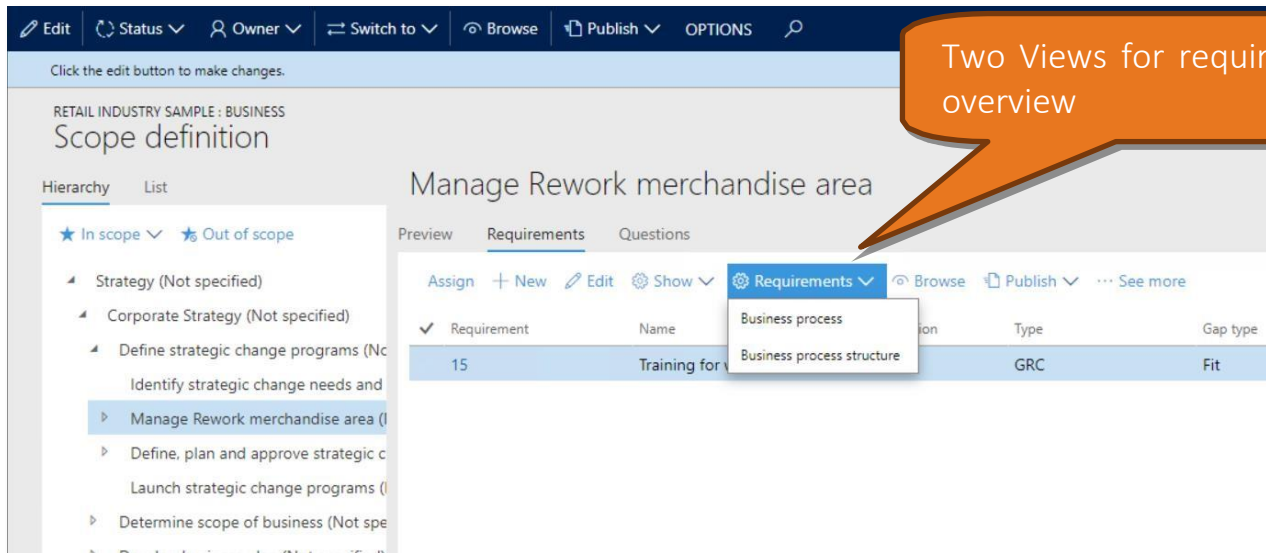 Edit Status Owner Switch to Browse Publish OPTIONS
Two Views for
overview
Click the edit button to make changes.
RETAIL INDUSTRY SAMPLE : BUSINESS
Scope definition
Hierarchy List
Manage Rework merchandise area
In scope Out of scope
Preview Requirements Questions
Strategy (Not specified)
Assign New Edit Show Requirements Browse Publish ··· See more
Corporate Strategy (Not specified)
Requirement Name Type Gap type
Business process
Business process structure
Define strategic change programs
15 Training for GRC Fit
Identify strategic change needs and
Manage Rework merchandise area
Define, plan and approve strategic
Launch strategic change programs
Determine scope of business (Not